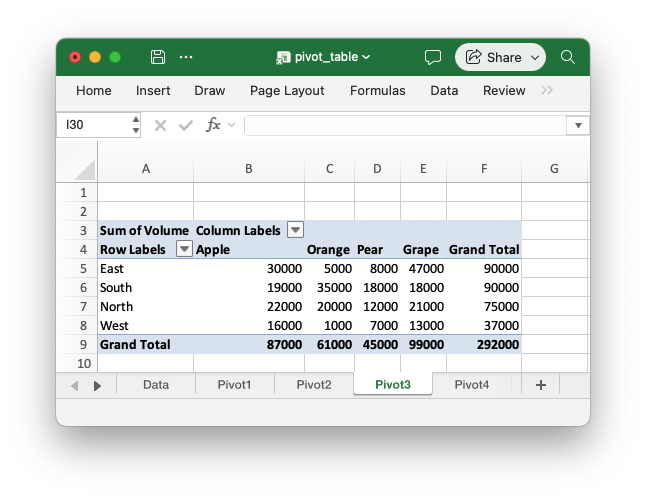 pivot_table
Share
Home Insert Draw Page Layout Formulas Data Review
I30 fx
A B C D E F G
1
2
3 Sum of Volume Column Labels
4 Row Labels Apple Orange Pear Grape Grand Total
5 East 30000 5000 8000 47000 90000
6 South 19000 35000 18000 18000 90000
7 North 22000 20000 12000 21000 75000
8 West 16000 1000 7000 13000 37000
9 Grand Total 87000 61000 45000 99000 292000
10
Data Pivot1 Pivot2 Pivot3 Pivot4 +